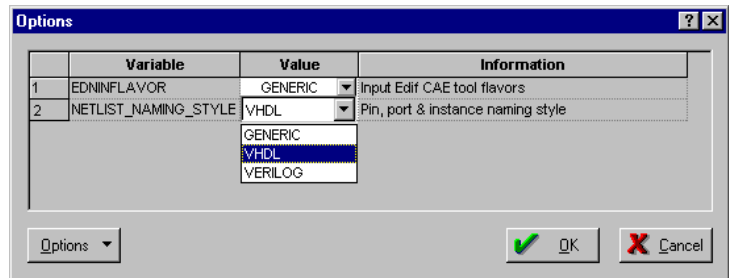 Options
Variable Value Information
1 EDNINFLAVOR GENERIC Input Edif CAE tool flavors
2 NETLIST_NAMING_STYLE VHDL Pin, port & instance naming style
GENERIC
VHDL
VERILOG
Options OK Cancel